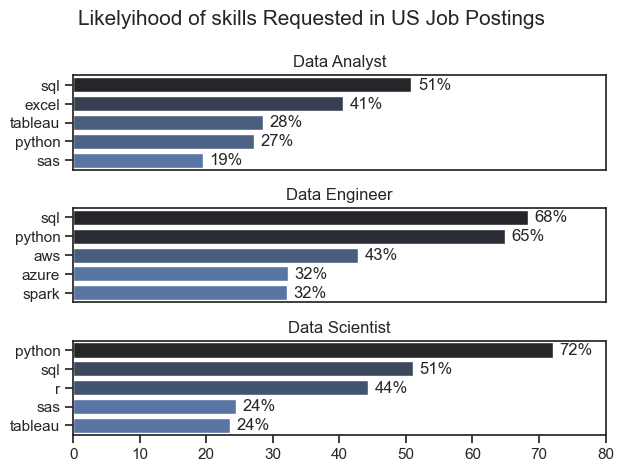 Likelyihood of skills Requested in US Job Postings
Data Analyst
sql 51%
excel 41%
tableau 28%
python 27%
sas 19%
Data Engineer
sql 68%
python 65%
aws 43%
azure 32%
spark 32%
Data Scientist
python 72%
sql 51%
r 44%
sas 24%
tableau 24%
0 10 20 30 40 50 60 70 80